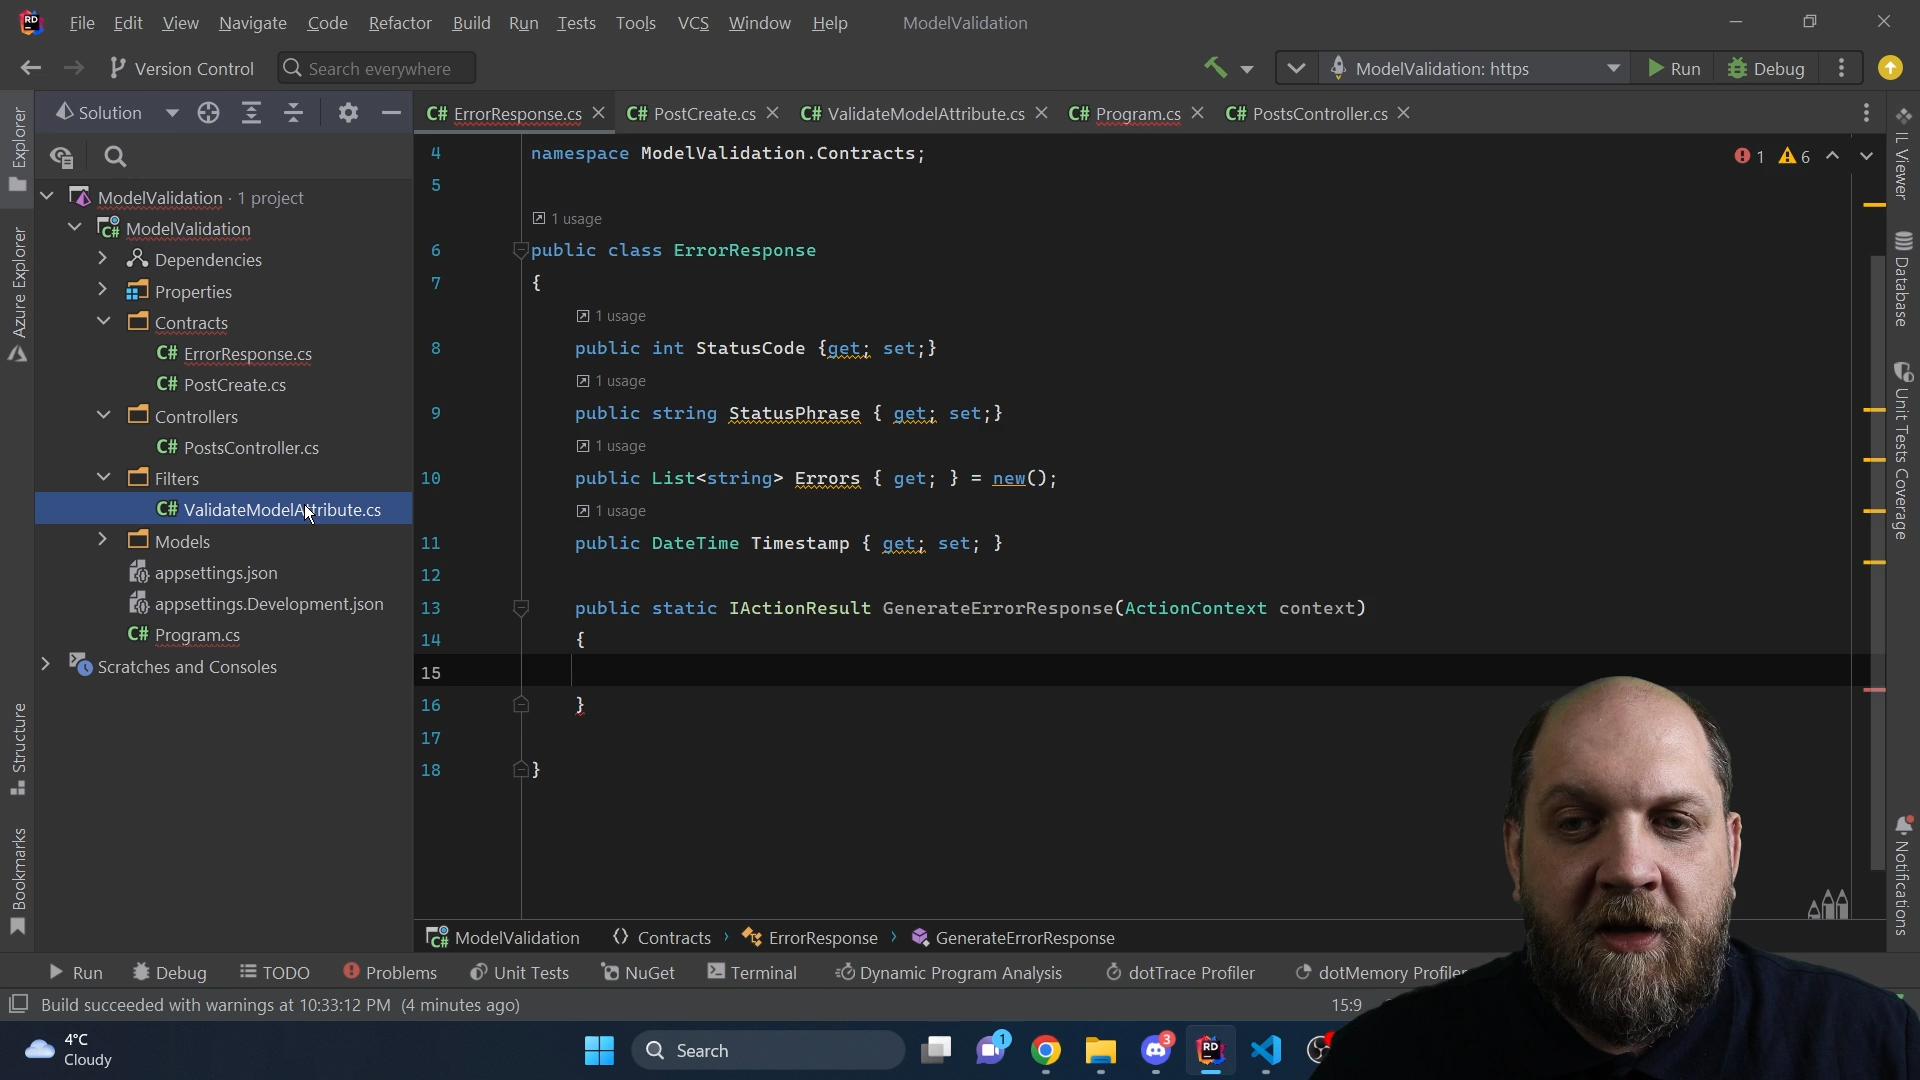 RD File Edit View Navigate Code Refactor Build Run Tests Tools VCS Window Help ModelValidation
Version Control Search everywhere ModelValidation: https Run Debug
Solution
C# ErrorResponse.cs C# PostCreate.cs C# ValidateModelAttribute.cs C# Program.cs C# PostsController.cs
Explorer
Azure Explorer
Structure
Bookmarks
ModelValidation · 1 project
C# ModelValidation
Dependencies
Properties
Contracts
C# ErrorResponse.cs
C# PostCreate.cs
Controllers
C# PostsController.cs
Filters
C# ValidateModelAttribute.cs
Models
appsettings.json
appsettings.Development.json
C# Program.cs
Scratches and Consoles
4 namespace ModelValidation.Contracts;
1 6
5
1 usage
6 public class ErrorResponse
7 {
1 usage
8 public int StatusCode {get; set;}
1 usage
9 public string StatusPhrase { get; set;}
1 usage
10 public List<string> Errors { get; } = new();
1 usage
11 public DateTime Timestamp { get; set; }
12
13 public static IActionResult GenerateErrorResponse(ActionContext context)
14 {
15
16 }
17
18 }
IL Viewer
Database
Unit Tests Coverage
Notifications
C# ModelValidation Contracts ErrorResponse GenerateErrorResponse
Run Debug TODO Problems Unit Tests NuGet Terminal Dynamic Program Analysis dotTrace Profiler dotMemory Profiler
Build succeeded with warnings at 10:33:12 PM (4 minutes ago) 15:9
4°C
Cloudy
Search
1
3
RD